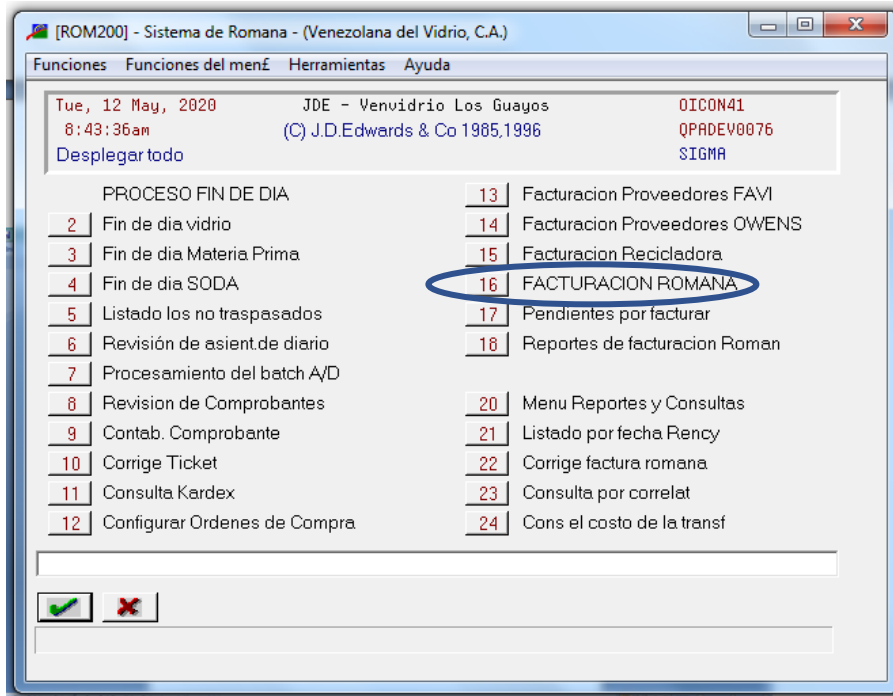 [ROM200] - Sistema de Romana - (Venezolana del Vidrio, C.A.)
Funciones Funciones del men£ Herramientas Ayuda
Tue, 12 May, 2020 JDE - Venvidrio Los Guayos OICON41
8:43:36am (C) J.D.Edwards & Co 1985,1996 QPADEV0076
Desplegar todo SIGMA
PROCESO FIN DE DIA
2 Fin de dia vidrio
3 Fin de dia Materia Prima
4 Fin de dia SODA
5 Listado los no traspasados
6 Revisión de asient.de diario
7 Procesamiento del batch A/D
8 Revision de Comprobantes
9 Contab. Comprobante
10 Corrige Ticket
11 Consulta Kardex
12 Configurar Ordenes de Compra
13 Facturacion Proveedores FAVI
14 Facturacion Proveedores OWENS
15 Facturacion Recicladora
16 FACTURACION ROMANA
17 Pendientes por facturar
18 Reportes de facturacion Roman
20 Menu Reportes y Consultas
21 Listado por fecha Rency
22 Corrige factura romana
23 Consulta por correlat
24 Cons el costo de la transf